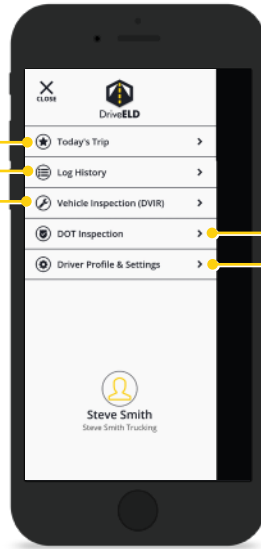 CLOSE
DriveELD
Today's Trip
Log History
Vehicle Inspection (DVIR)
DOT Inspection
Driver Profile & Settings
Steve Smith
Steve Smith Trucking